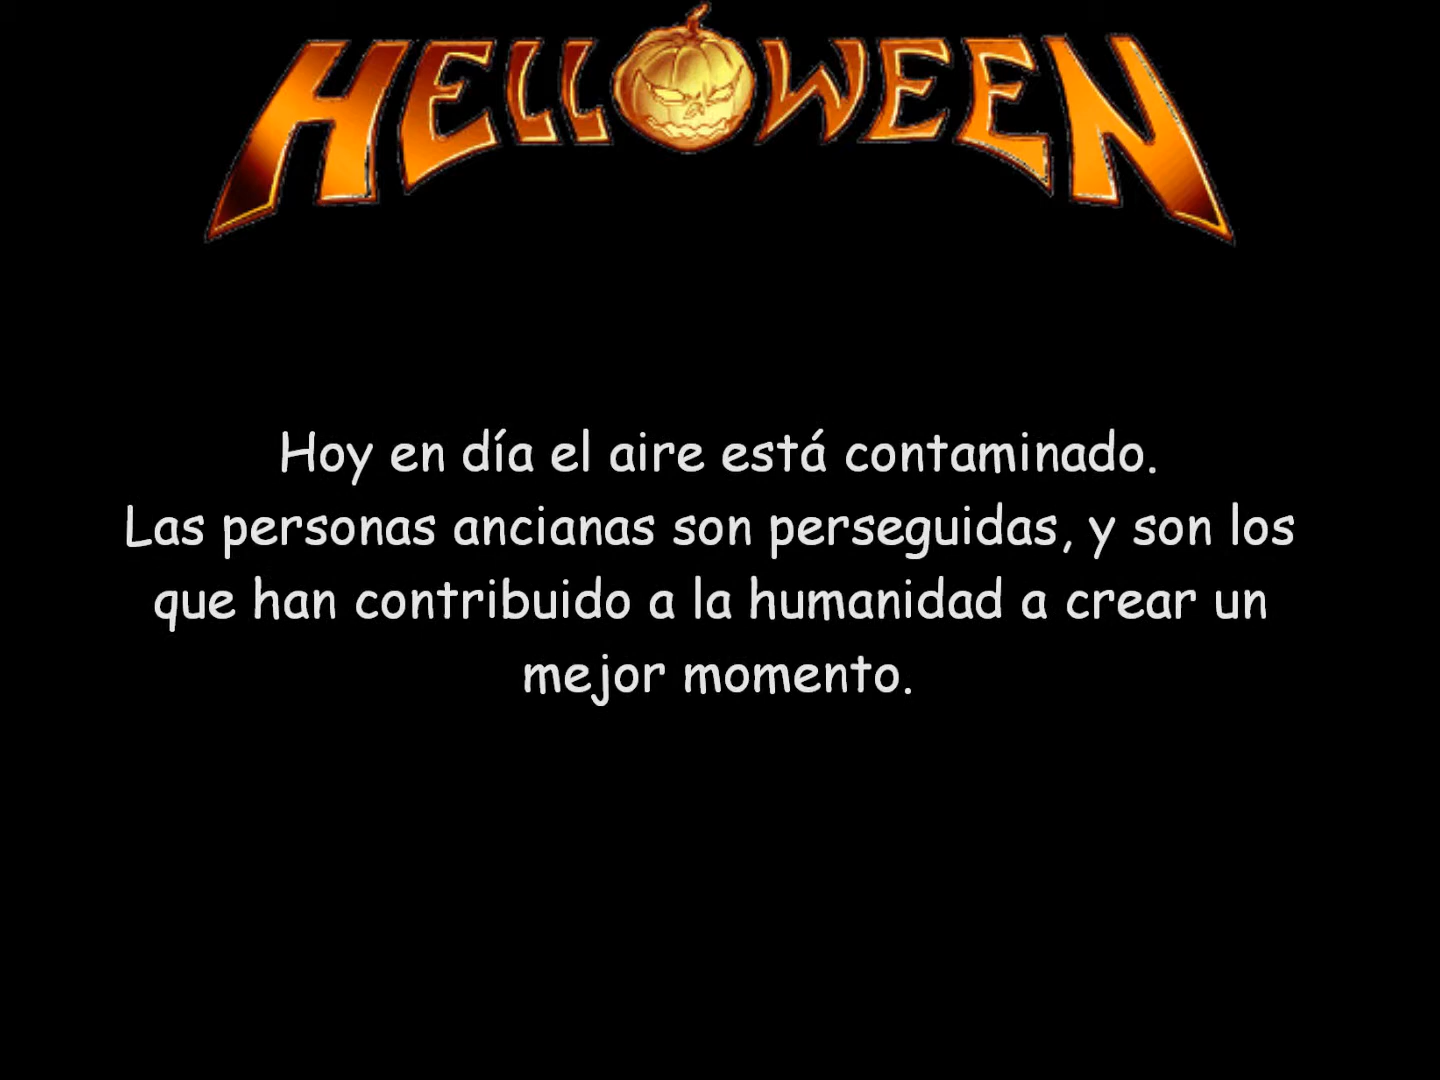 HELLOWEEN
Hoy en día el aire está contaminado.
Las personas ancianas son perseguidas, y son los
que han contribuido a la humanidad a crear un
mejor momento.